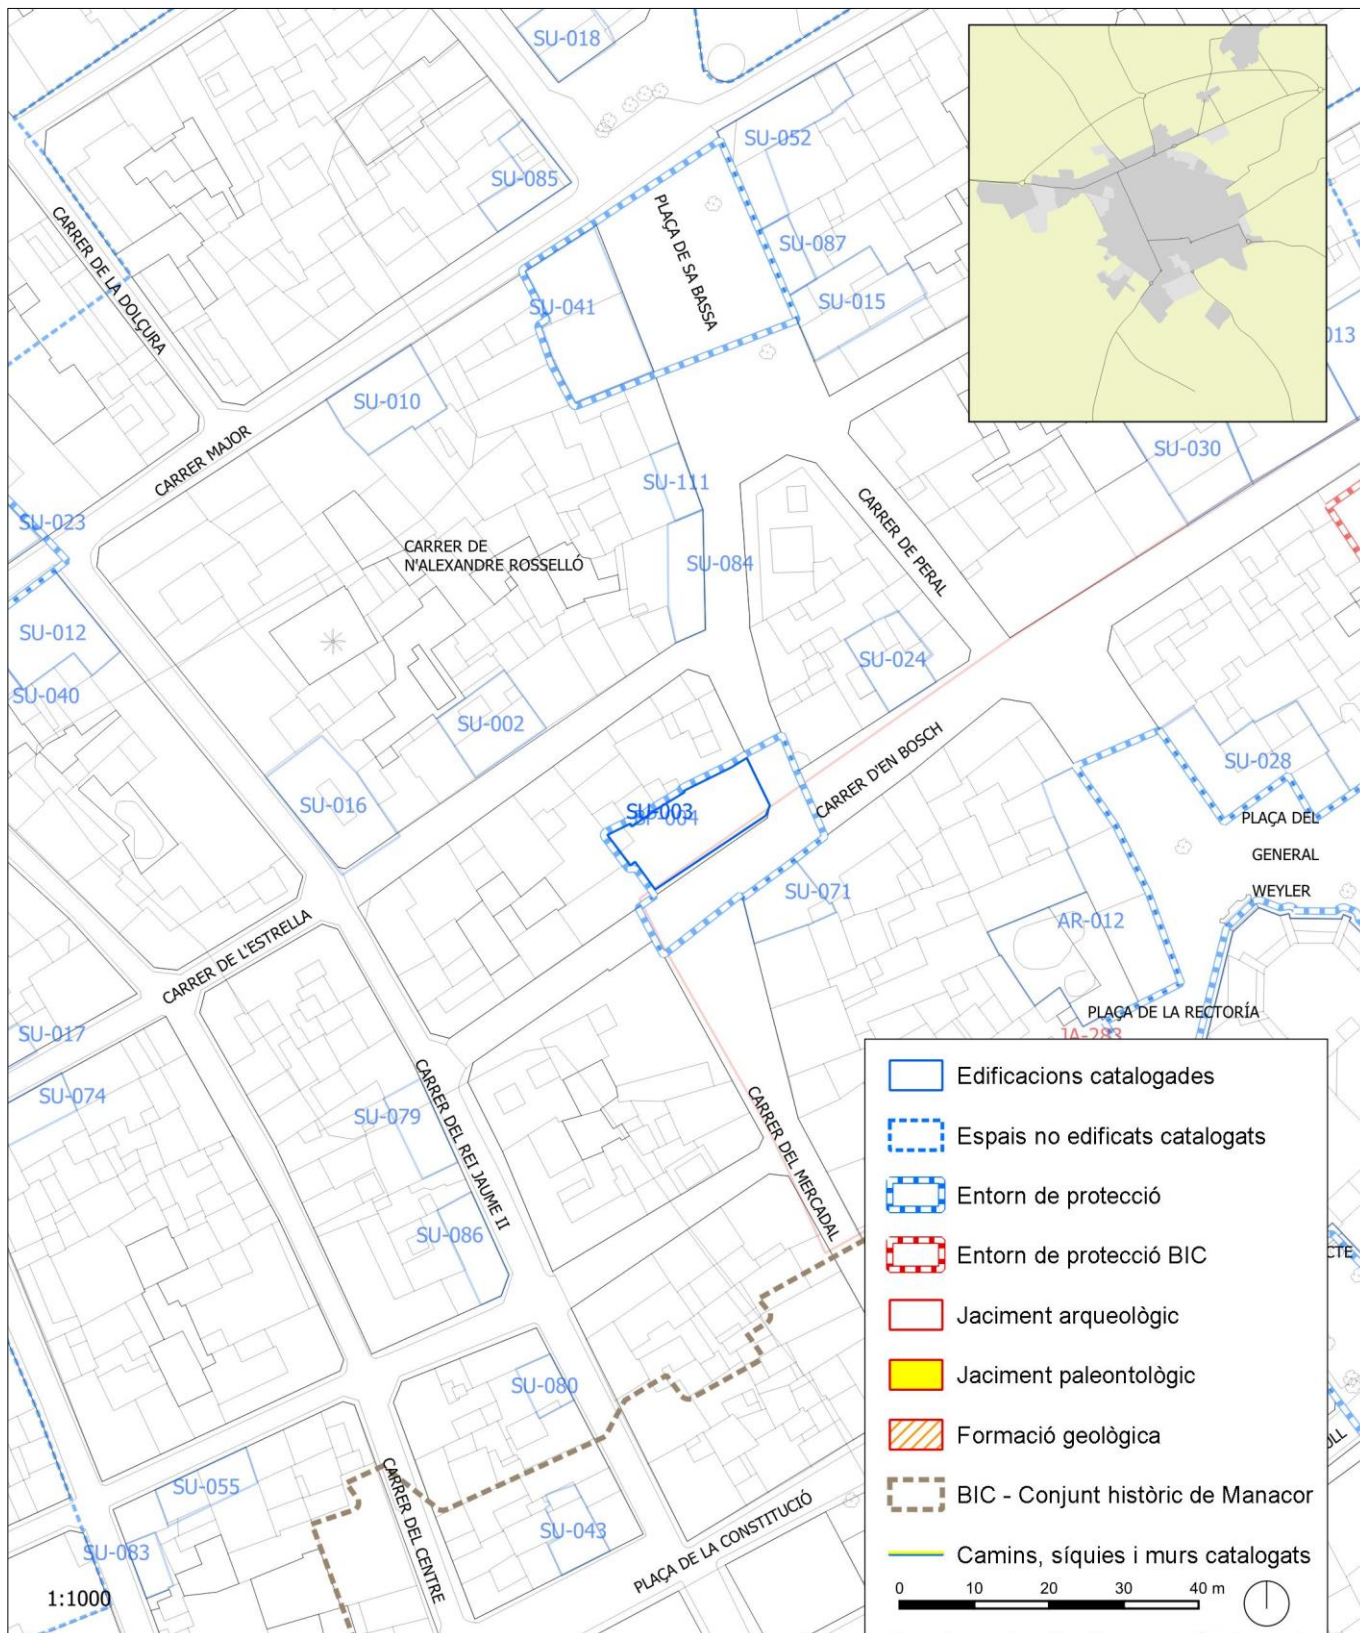 SU-018
SU-052
SU-085
CARRER DE LA DOLÇURA
PLAÇA DE SA BASSA
SU-087
SU-041
SU-015
013
SU-010
CARRER MAJOR
SU-030
SU-111
CARRER DE PERAL
SU-023
CARRER DE
N'ALEXANDRE ROSSELLÓ
SU-084
SU-012
SU-024
SU-040
SU-002
CARRER D'EN BOSCH
SU-028
SU-016
SU-003
PLAÇA DEL
GENERAL
WEYLER
SU-071
AR-012
CARRER DE L'ESTRELLA
PLAÇA DE LA RECTORÍA
SU-017
JA-283
SU-074
SU-079
CARRER DEL REI JAUME II
CARRER DEL MERCADAL
SU-086
CTE
SU-080
SU-055
CARRER DEL CENTRE
SU-043
PLAÇA DE LA CONSTITUCIÓ
SU-083
1:1000
Edificacions catalogades
Espais no edificats catalogats
Entorn de protecció
Entorn de protecció BIC
Jaciment arqueològic
Jaciment paleontològic
Formació geològica
BIC - Conjunt històric de Manacor
Camins, síquies i murs catalogats
0 10 20 30 40 m